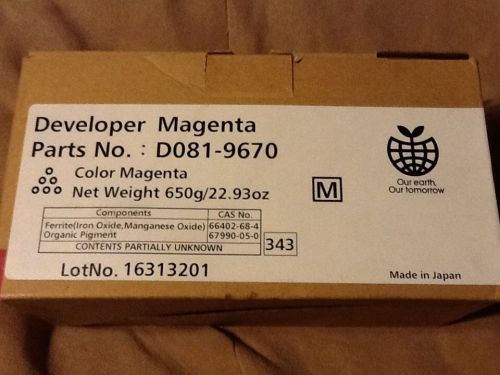 Developer Magenta
Parts No. : D081-9670
Color Magenta
Net Weight 650g/22.93oz
M
Our earth,
Our tomorrow
Components CAS No.
Ferrite(Iron Oxide,Manganese Oxide) 66402-68-4
Organic Pigment 67990-05-0
CONTENTS PARTIALLY UNKNOWN
343
LotNo. 16313201
Made in Japan